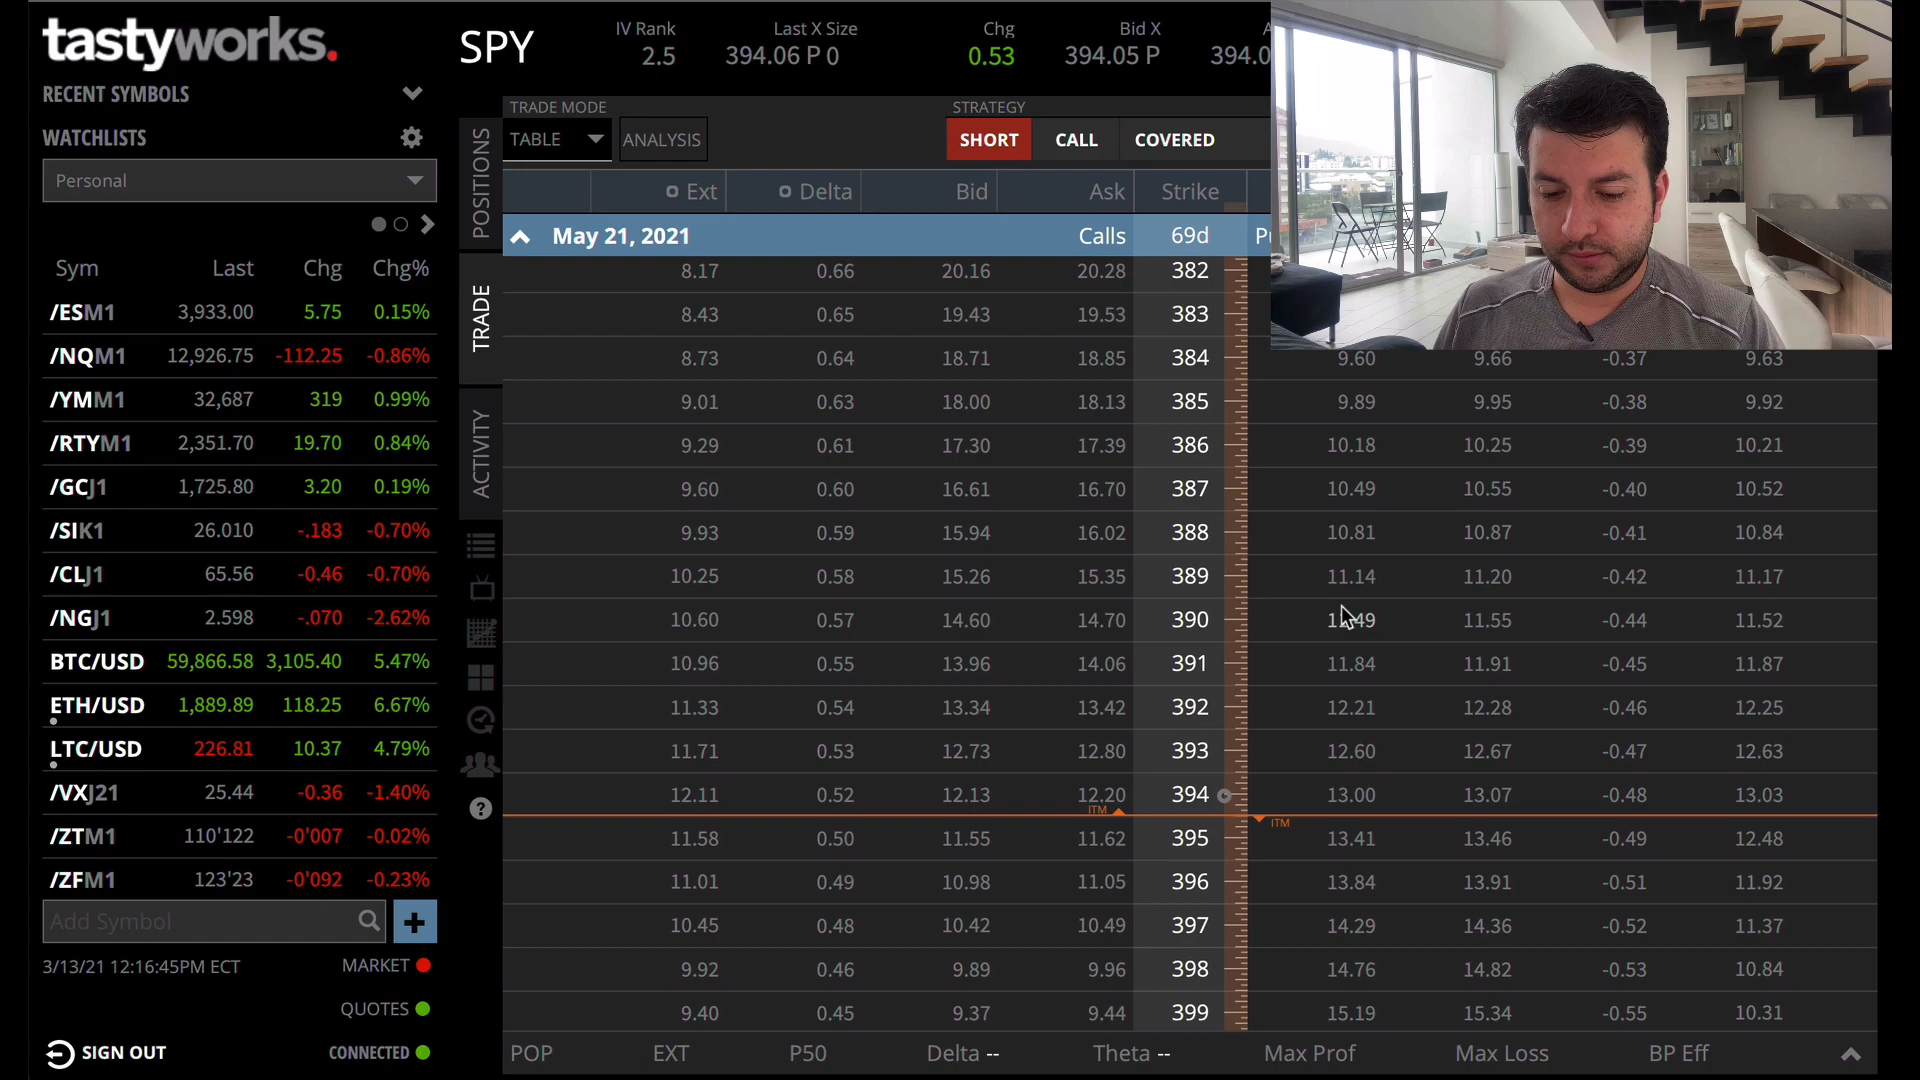 tastyworks.
RECENT SYMBOLS
WATCHLISTS
Personal
Sym Last Chg Chg%
/ESM1 3,933.00 5.75 0.15%
/NQM1 12,926.75 -112.25 -0.86%
/YMM1 32,687 319 0.99%
/RTYM1 2,351.70 19.70 0.84%
/GCJ1 1,725.80 3.20 0.19%
/SIK1 26.010 -.183 -0.70%
/CLJ1 65.56 -0.46 -0.70%
/NGJ1 2.598 -.070 -2.62%
BTC/USD 59,866.58 3,105.40 5.47%
ETH/USD 1,889.89 118.25 6.67%
LTC/USD 226.81 10.37 4.79%
/VXJ21 25.44 -0.36 -1.40%
/ZTM1 110'122 -0'007 -0.02%
/ZFM1 123'23 -0'092 -0.23%
Add Symbol
3/13/21 12:16:45PM ECT MARKET
QUOTES
SIGN OUT CONNECTED
POSITIONS
TRADE
ACTIVITY
SPY
IV Rank Last X Size Chg Bid X
2.5 394.06 P 0 0.53 394.05 P 394.0
TRADE MODE STRATEGY
TABLE ANALYSIS SHORT CALL COVERED
Ext Delta Bid Ask Strike
May 21, 2021 Calls 69d
8.17 0.66 20.16 20.28 382
8.43 0.65 19.43 19.53 383
8.73 0.64 18.71 18.85 384 9.60 9.66 -0.37 9.63
9.01 0.63 18.00 18.13 385 9.89 9.95 -0.38 9.92
9.29 0.61 17.30 17.39 386 10.18 10.25 -0.39 10.21
9.60 0.60 16.61 16.70 387 10.49 10.55 -0.40 10.52
9.93 0.59 15.94 16.02 388 10.81 10.87 -0.41 10.84
10.25 0.58 15.26 15.35 389 11.14 11.20 -0.42 11.17
10.60 0.57 14.60 14.70 390 11.55 -0.44 11.52
10.96 0.55 13.96 14.06 391 11.84 11.91 -0.45 11.87
11.33 0.54 13.34 13.42 392 12.21 12.28 -0.46 12.25
11.71 0.53 12.73 12.80 393 12.60 12.67 -0.47 12.63
12.11 0.52 12.13 12.20 394 13.00 13.07 -0.48 13.03
ITM
ITM
11.58 0.50 11.55 11.62 395 13.41 13.46 -0.49 12.48
11.01 0.49 10.98 11.05 396 13.84 13.91 -0.51 11.92
10.45 0.48 10.42 10.49 397 14.29 14.36 -0.52 11.37
9.92 0.46 9.89 9.96 398 14.76 14.82 -0.53 10.84
9.40 0.45 9.37 9.44 399 15.19 15.34 -0.55 10.31
POP EXT P50 Delta -- Theta -- Max Prof Max Loss BP Eff